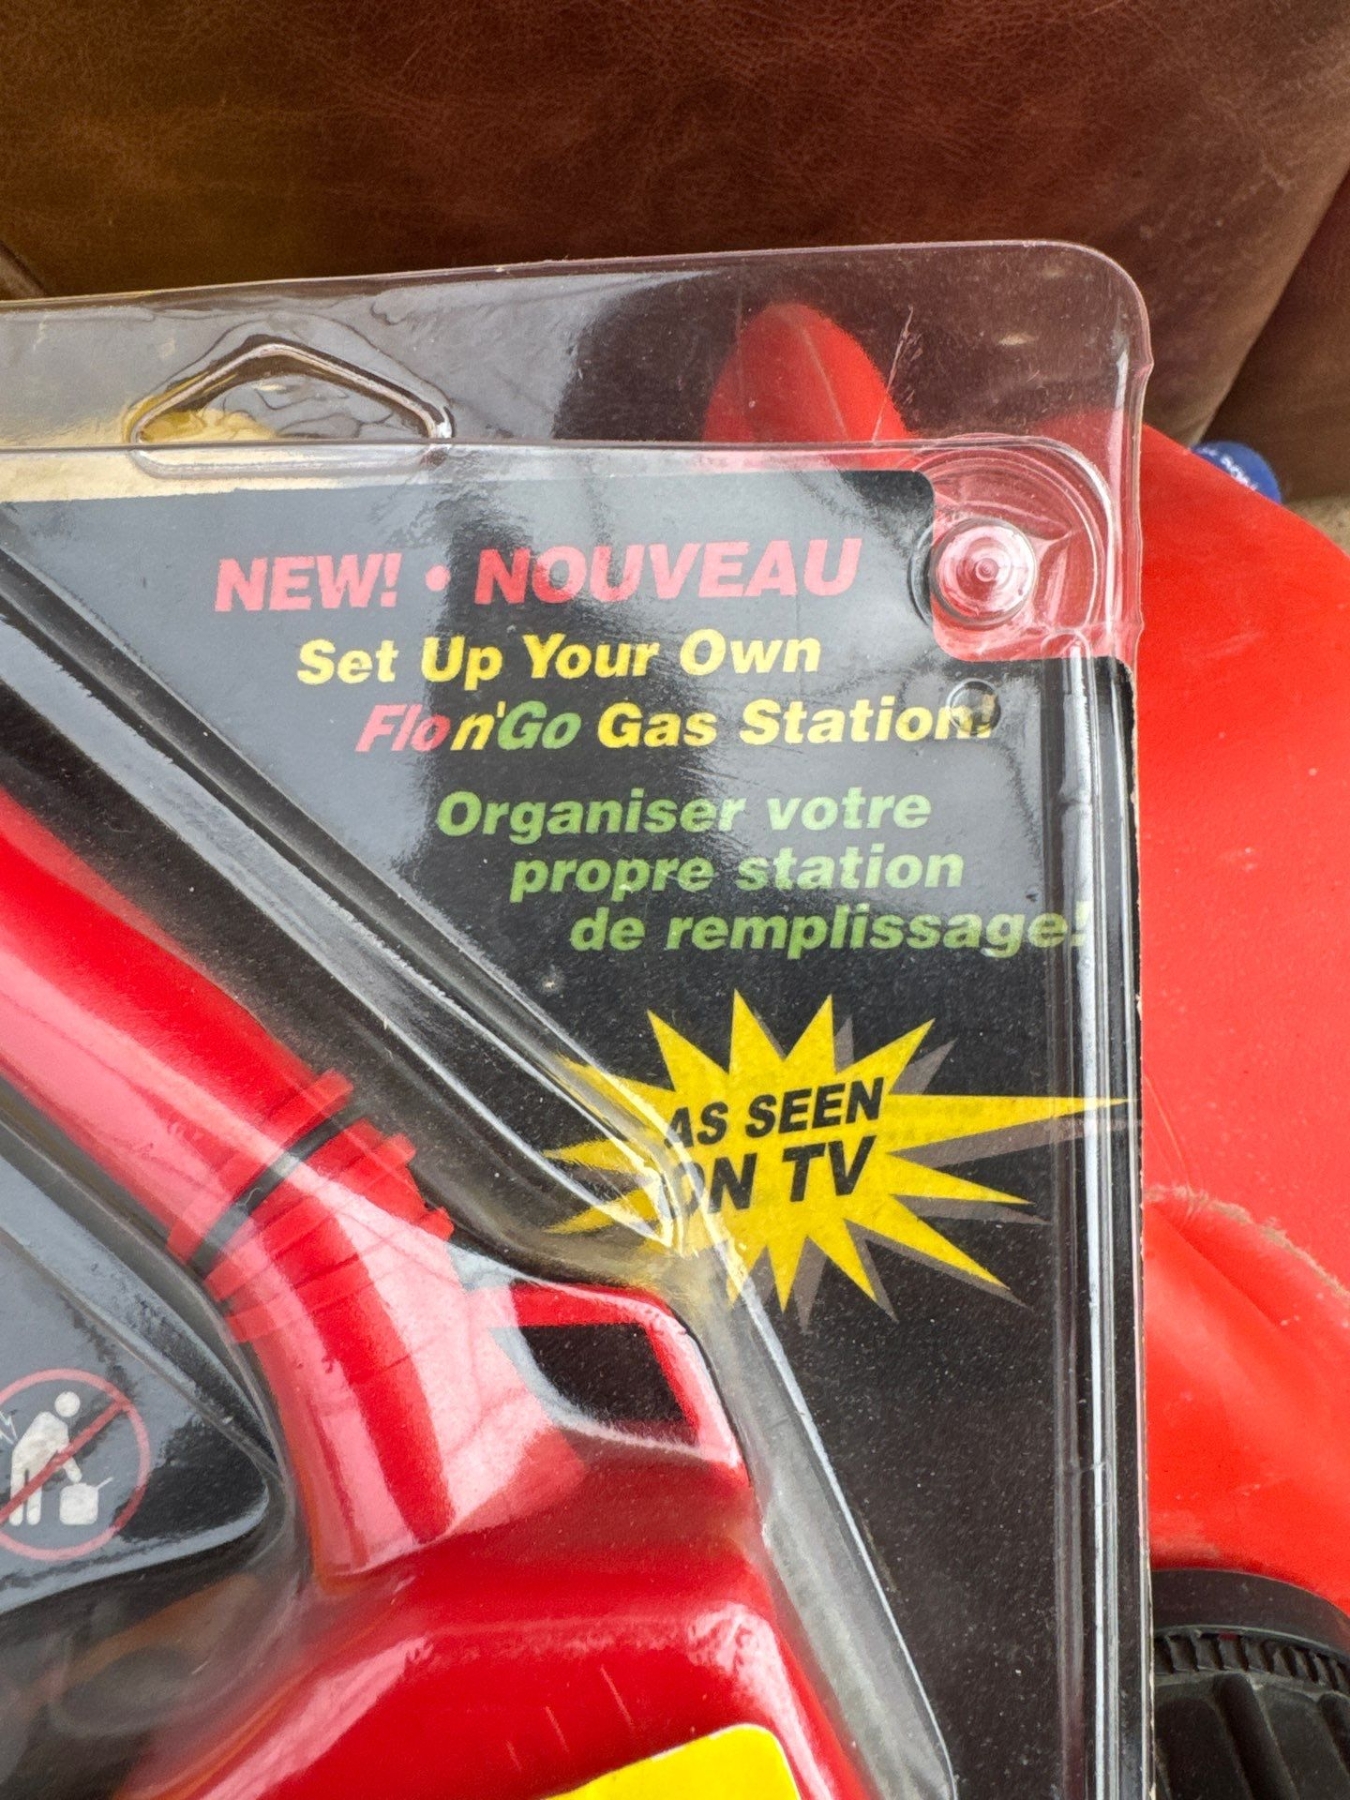 NEW! • NOUVEAU
Set Up Your Own
Flo n'Go Gas Station!
Organiser votre
propre station
de remplissage!
AS SEEN
ON TV